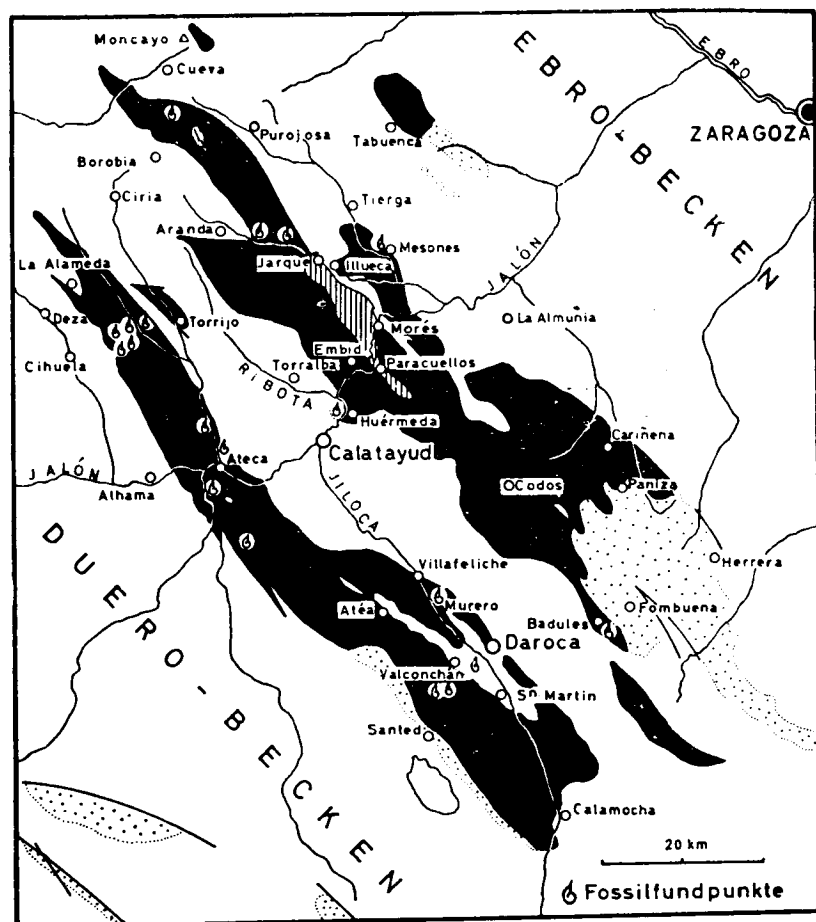 Moncayo
Cueva
EBRO
ZARAGOZA
EBRO-BECKEN
Purojosa
Tabuenca
Borobia
Ciria
Tierga
Aranda
Mesones
La Alameda
Jarque
illueca
JALÓN
Deza
Torrijo
Morés
La Almunia
Cihuela
Embid
Torralba
Paracuellos
RIBOTA
Huérmeda
Cariñena
Calatayud
Ateca
JALÓN
Alhama
Codos
Paniza
JILOCA
DUERO-BECKEN
Villafeliche
Herrera
Murero
Atéa
Badules
Fombuena
Daroca
Valconchán
Sn Martin
Santed
Calamocha
20 km
Fossilfundpunkte